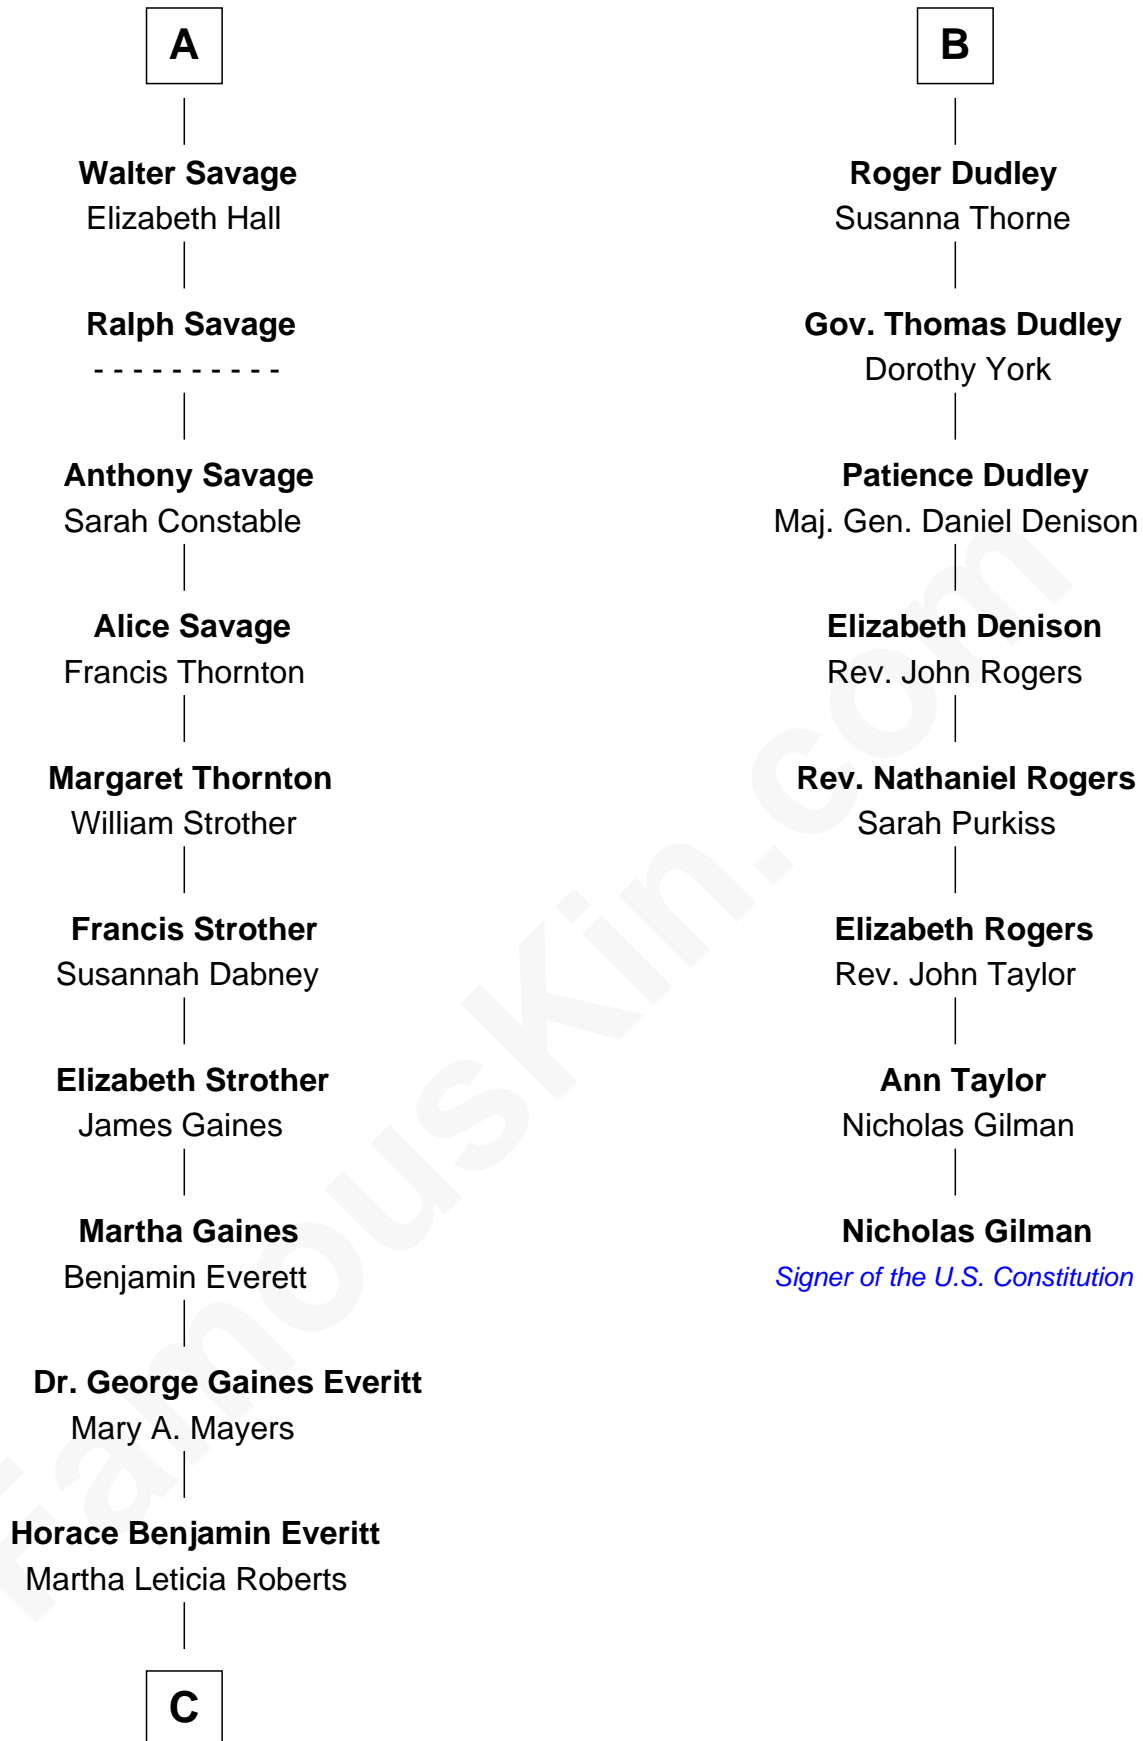 A
Walter Savage
Elizabeth Hall
Ralph Savage
- - - - - - - - - -
Anthony Savage
Sarah Constable
Alice Savage
Francis Thornton
Margaret Thornton
William Strother
Francis Strother
Susannah Dabney
Elizabeth Strother
James Gaines
Martha Gaines
Benjamin Everett
Dr. George Gaines Everitt
Mary A. Mayers
Horace Benjamin Everitt
Martha Leticia Roberts
C
B
Roger Dudley
Susanna Thorne
Gov. Thomas Dudley
Dorothy York
Patience Dudley
Maj. Gen. Daniel Denison
Elizabeth Denison
Rev. John Rogers
Rev. Nathaniel Rogers
Sarah Purkiss
Elizabeth Rogers
Rev. John Taylor
Ann Taylor
Nicholas Gilman
Nicholas Gilman
Signer of the U.S. Constitution
FamousKin.com